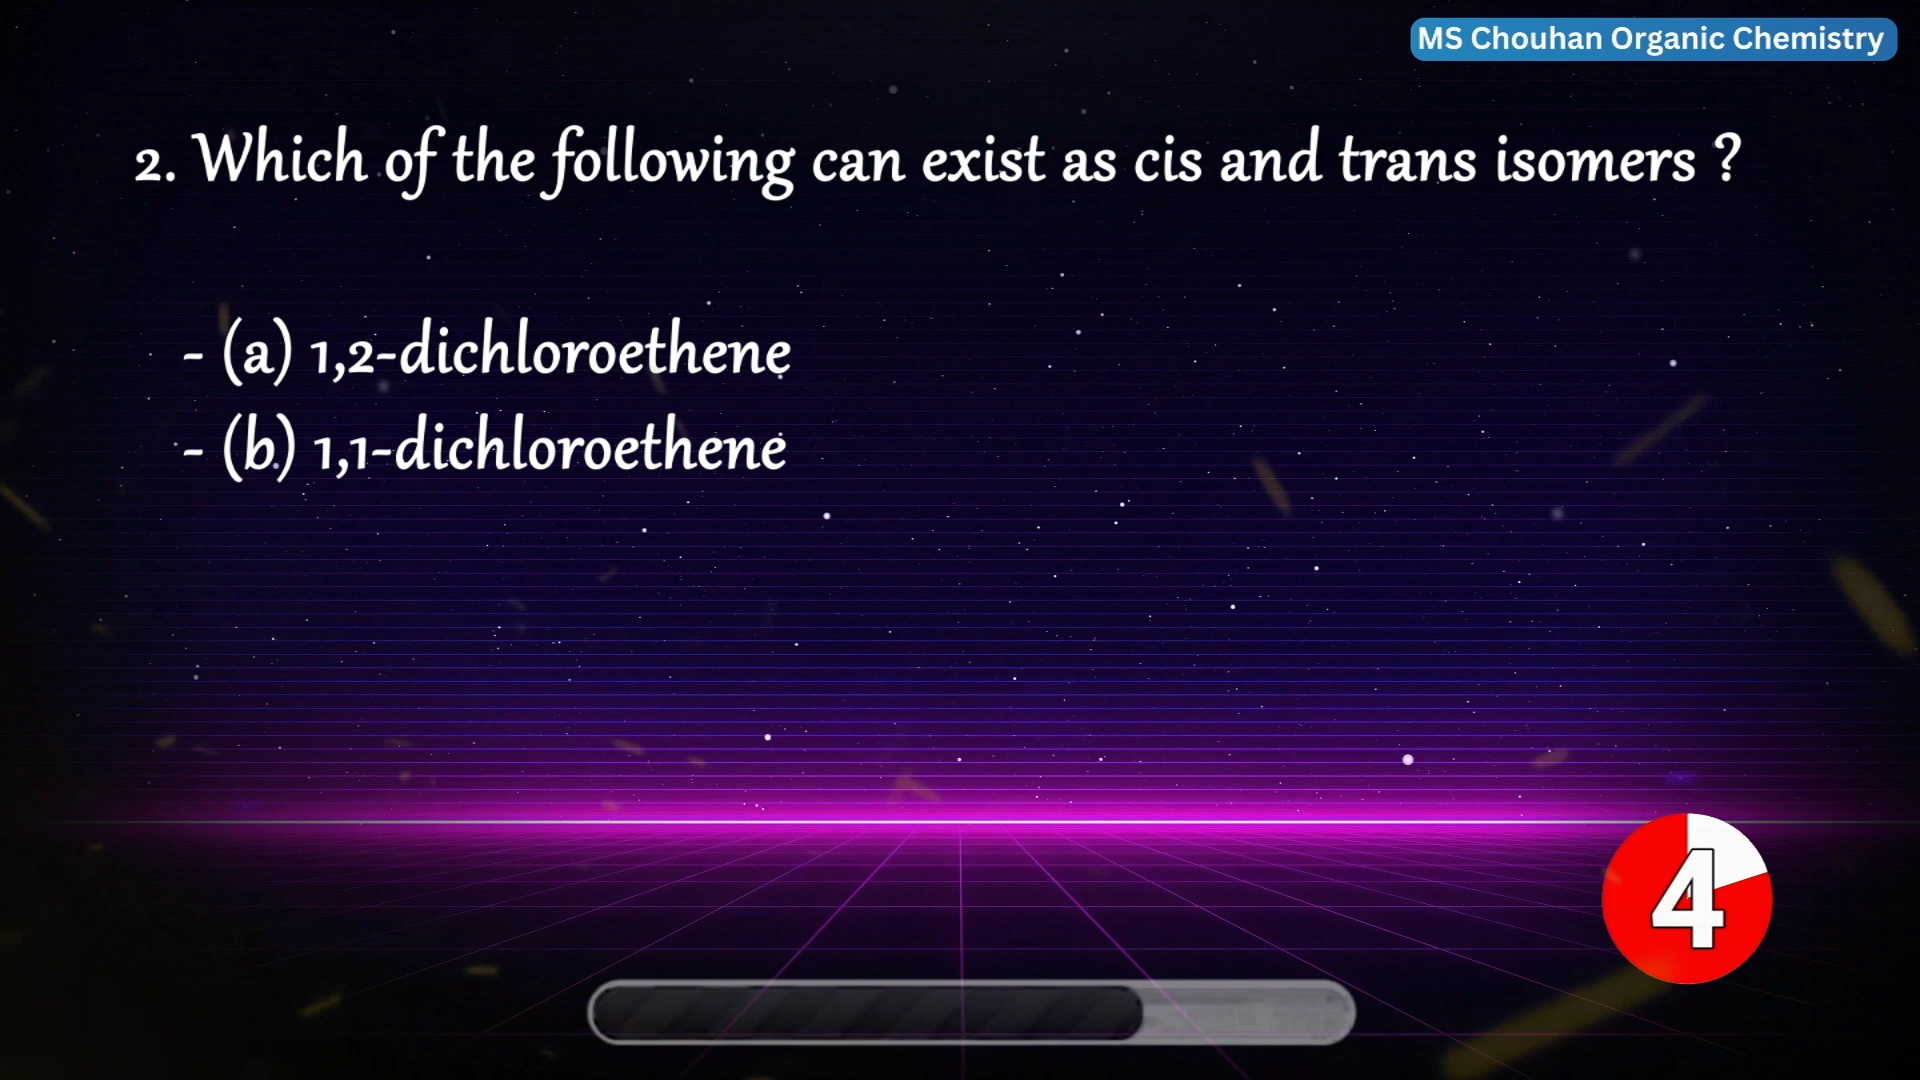 MS Chouhan Organic Chemistry
2. Which of the following can exist as cis and trans isomers ?
- (a) 1,2-dichloroethene
- (b) 1,1-dichloroethene
4